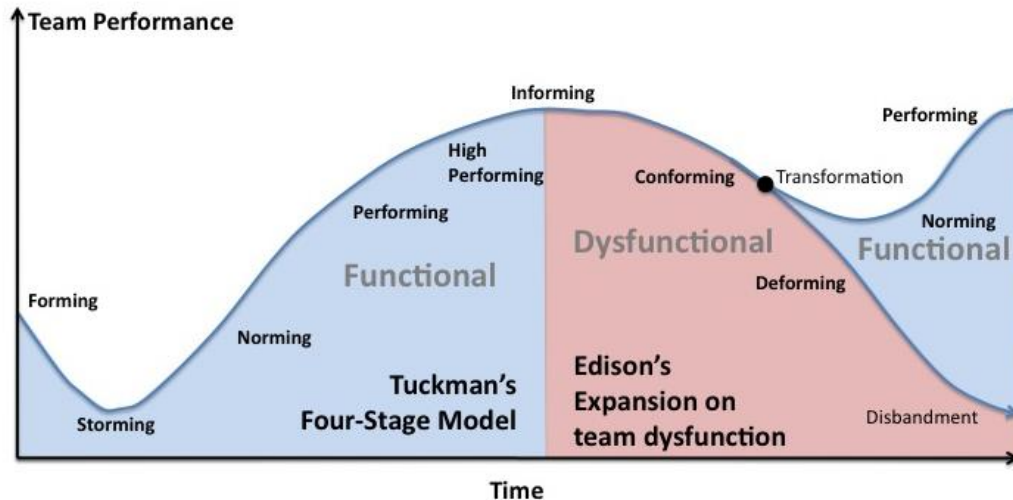 Team Performance
Informing
Performing
High
Performing
Conforming
Transformation
Performing
Norming
Dysfunctional
Functional
Functional
Deforming
Forming
Norming
Edison's
Expansion on
team dysfunction
Tuckman's
Four-Stage Model
Storming
Disbandment
Time